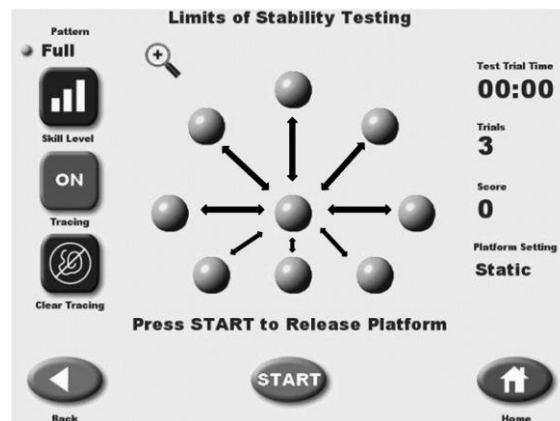 Limits of Stability Testing
Pattern
Full
Skill Level
ON
Tracing
Clear Tracing
Test Trial Time
00:00
Trials
3
Score
0
Platform Setting
Static
Press START to Release Platform
START
Back
Home